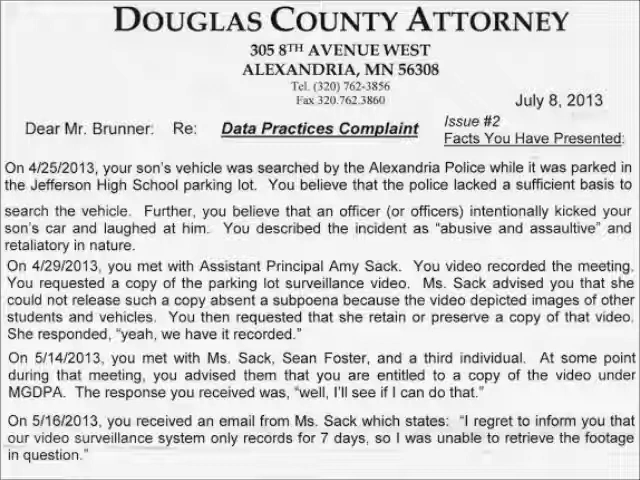 DOUGLAS COUNTY ATTORNEY
305 8TH AVENUE WEST
ALEXANDRIA, MN 56308
Tel. (320) 762-3856
Fax 320.762.3860
July 8, 2013
Dear Mr. Brunner: Re: Data Practices Complaint Issue #2
Facts You Have Presented:
On 4/25/2013, your son's vehicle was searched by the Alexandria Police while it was parked in
the Jefferson High School parking lot. You believe that the police lacked a sufficient basis to
search the vehicle. Further, you believe that an officer (or officers) intentionally kicked your
son's car and laughed at him. You described the incident as "abusive and assaultive" and
retaliatory in nature.
On 4/29/2013, you met with Assistant Principal Amy Sack. You video recorded the meeting.
You requested a copy of the parking lot surveillance video. Ms. Sack advised you that she
could not release such a copy absent a subpoena because the video depicted images of other
students and vehicles. You then requested that she retain or preserve a copy of that video.
She responded, "yeah, we have it recorded."
On 5/14/2013, you met with Ms. Sack, Sean Foster, and a third individual. At some point
during that meeting, you advised them that you are entitled to a copy of the video under
MGDPA. The response you received was, "well, I'll see if I can do that."
On 5/16/2013, you received an email from Ms. Sack which states: "I regret to inform you that
our video surveillance system only records for 7 days, so I was unable to retrieve the footage
in question."